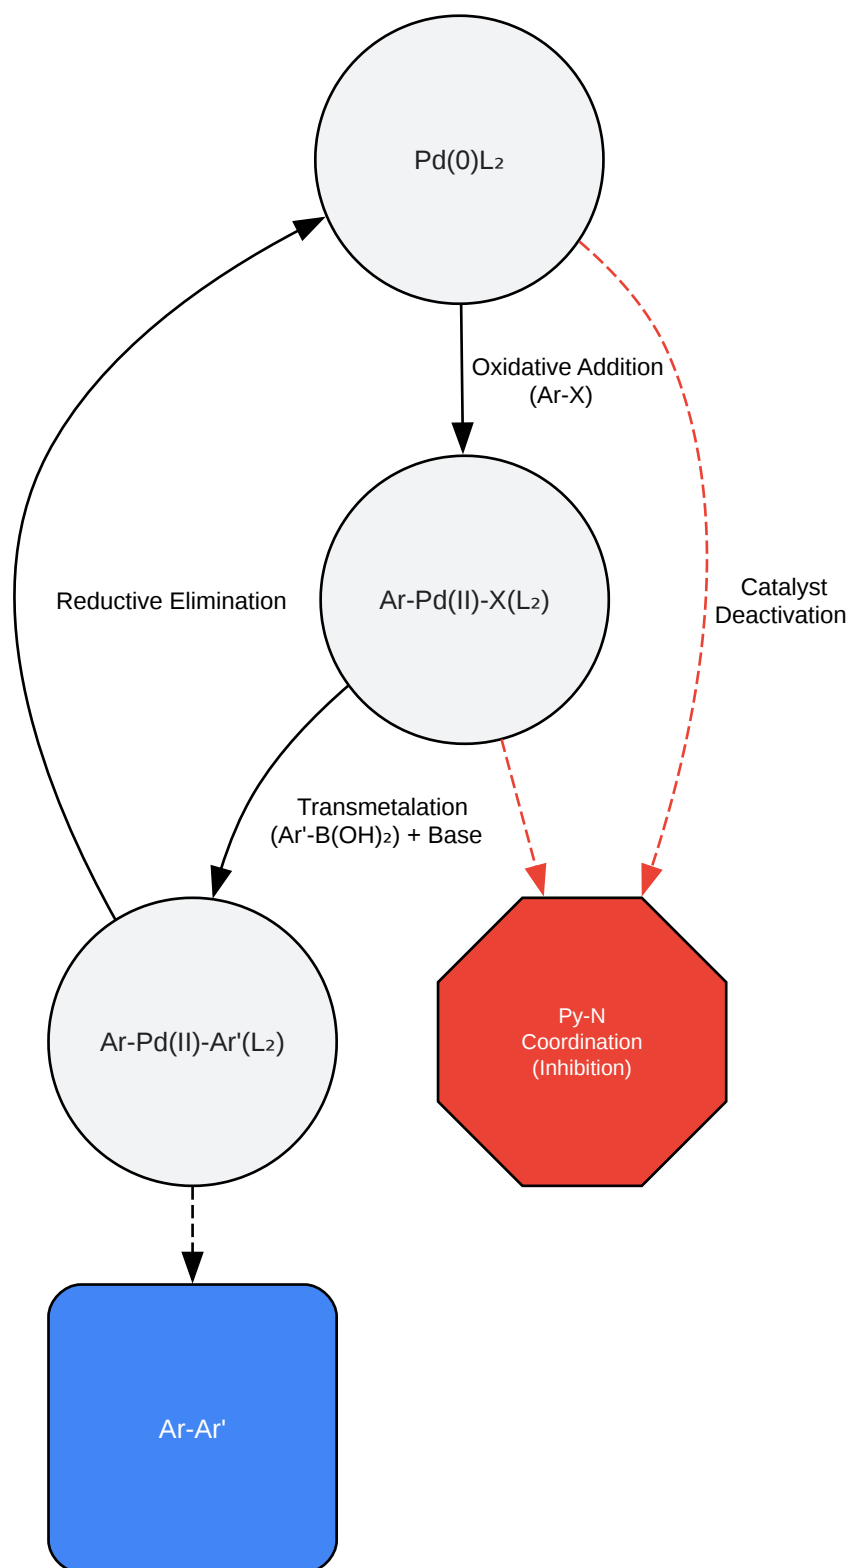 Pd(0)L₂
Oxidative Addition
(Ar-X)
Reductive Elimination
Ar-Pd(II)-X(L₂)
Catalyst
Deactivation
Transmetalation
(Ar'-B(OH)₂) + Base
Ar-Pd(II)-Ar'(L₂)
Py-N
Coordination
(Inhibition)
Ar-Ar'